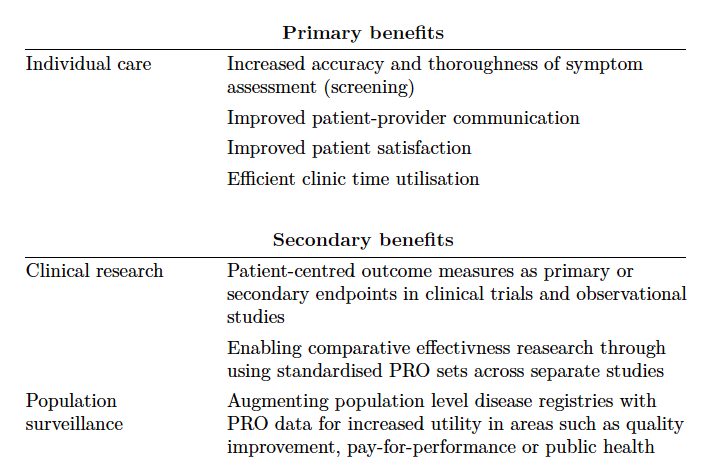 Primary benefits
Individual care Increased accuracy and thoroughness of symptom
assessment (screening)
Improved patient-provider communication
Improved patient satisfaction
Efficient clinic time utilisation
Secondary benefits
Clinical research Patient-centred outcome measures as primary or
secondary endpoints in clinical trials and observational
studies
Enabling comparative effectivness reasearch through
using standardised PRO sets across separate studies
Population Augmenting population level disease registries with
surveillance PRO data for increased utility in areas such as quality
improvement, pay-for-performance or public health